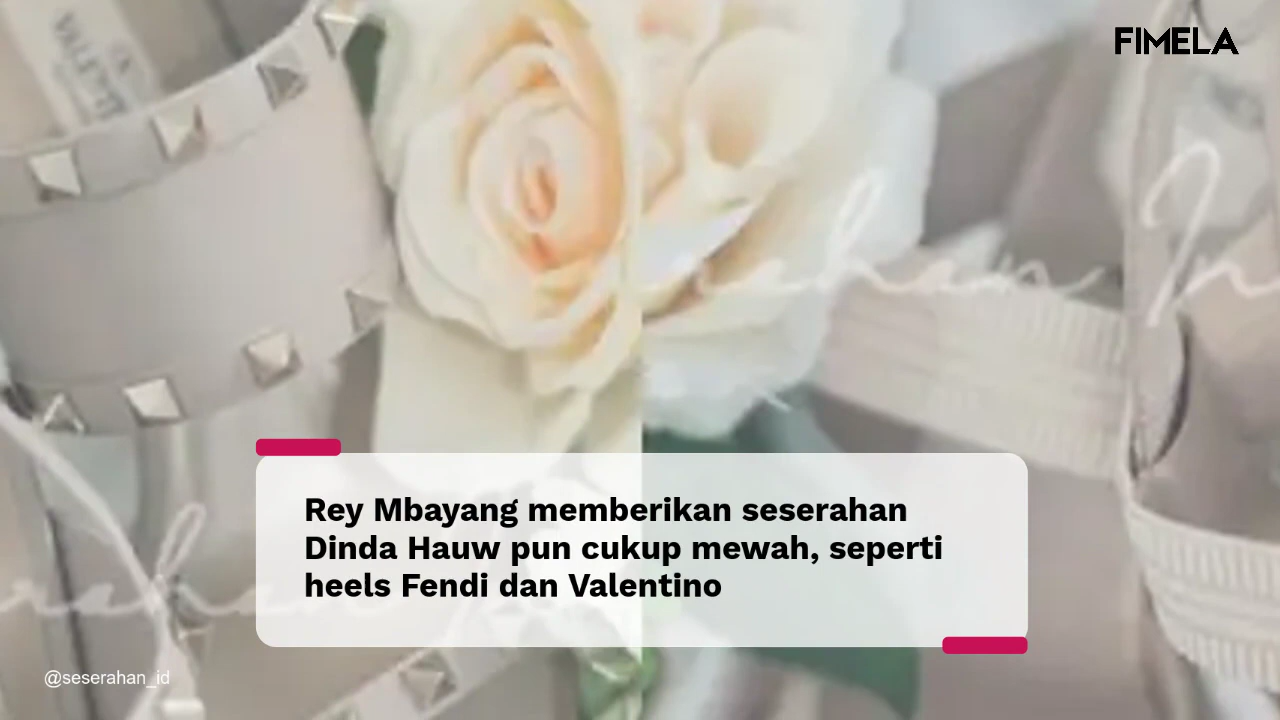 FIMELA
Rey Mbayang memberikan seserahan
Dinda Hauw pun cukup mewah, seperti
heels Fendi dan Valentino
@seserahan_id